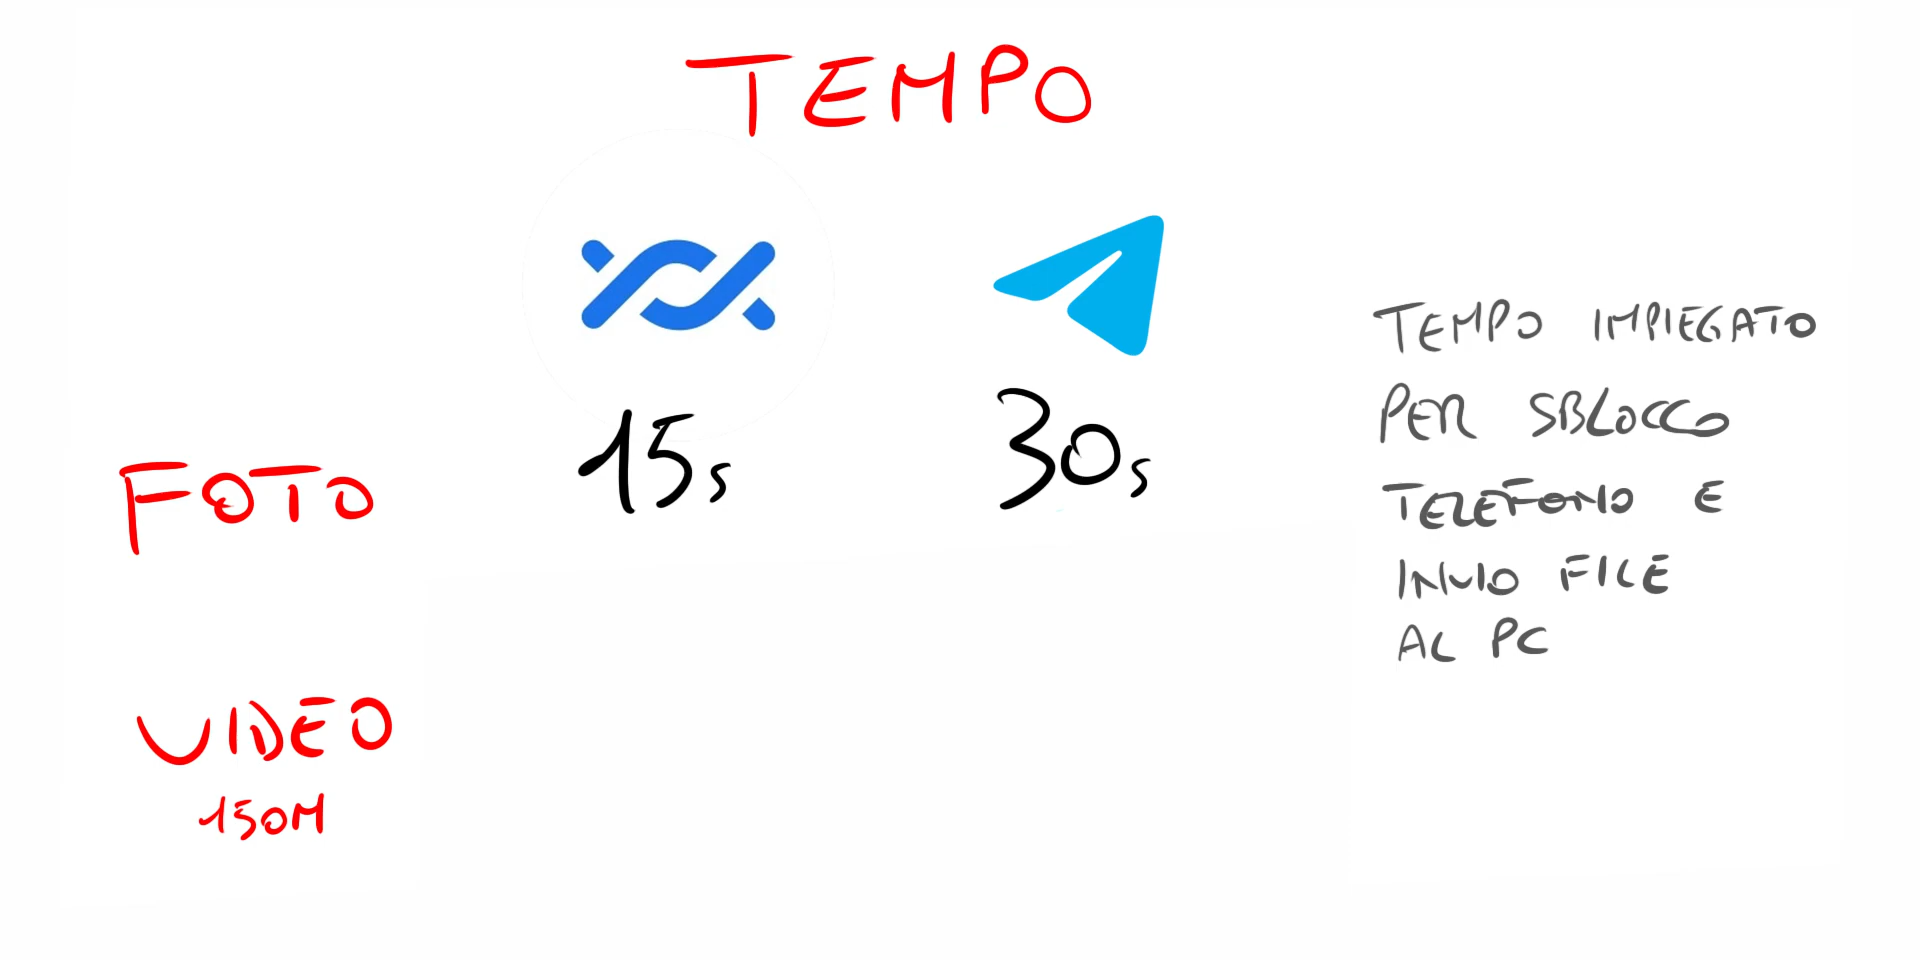 TEMPO
15s 30s
FOTO
VIDEO
150M
TEMPO IMPIEGATO
PER SBLOCCO
TELEFONO E
INVIO FILE
AL PC